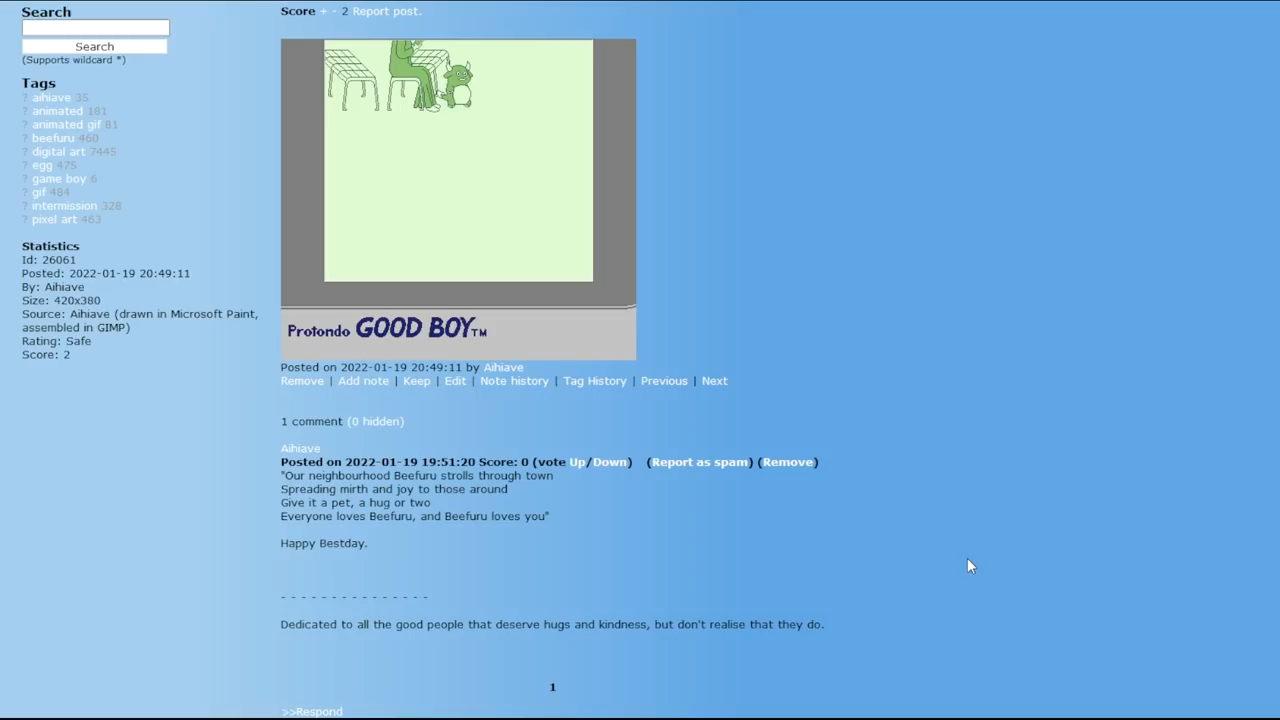 Search
Search
(Supports wildcard *)
Tags
? aihiave 35
? animated 181
? animated gif 81
? beefuru 460
? digital art 7445
? egg 475
? game boy 6
? gif 484
? intermission 328
? pixel art 463
Statistics
Id: 26061
Posted: 2022-01-19 20:49:11
By: Aihiave
Size: 420x380
Source: Aihiave (drawn in Microsoft Paint,
assembled in GIMP)
Rating: Safe
Score: 2
Score + - 2 Report post.
Protondo GOOD BOY TM
Posted on 2022-01-19 20:49:11 by Aihiave
Remove | Add note | Keep | Edit | Note history | Tag History | Previous | Next
1 comment (0 hidden)
Aihiave
Posted on 2022-01-19 19:51:20 Score: 0 (vote Up/Down) (Report as spam) (Remove)
"Our neighbourhood Beefuru strolls through town
Spreading mirth and joy to those around
Give it a pet, a hug or two
Everyone loves Beefuru, and Beefuru loves you"
Happy Bestday.
- - - - - - - - - - - - - - -
Dedicated to all the good people that deserve hugs and kindness, but don't realise that they do.
1
>>Respond